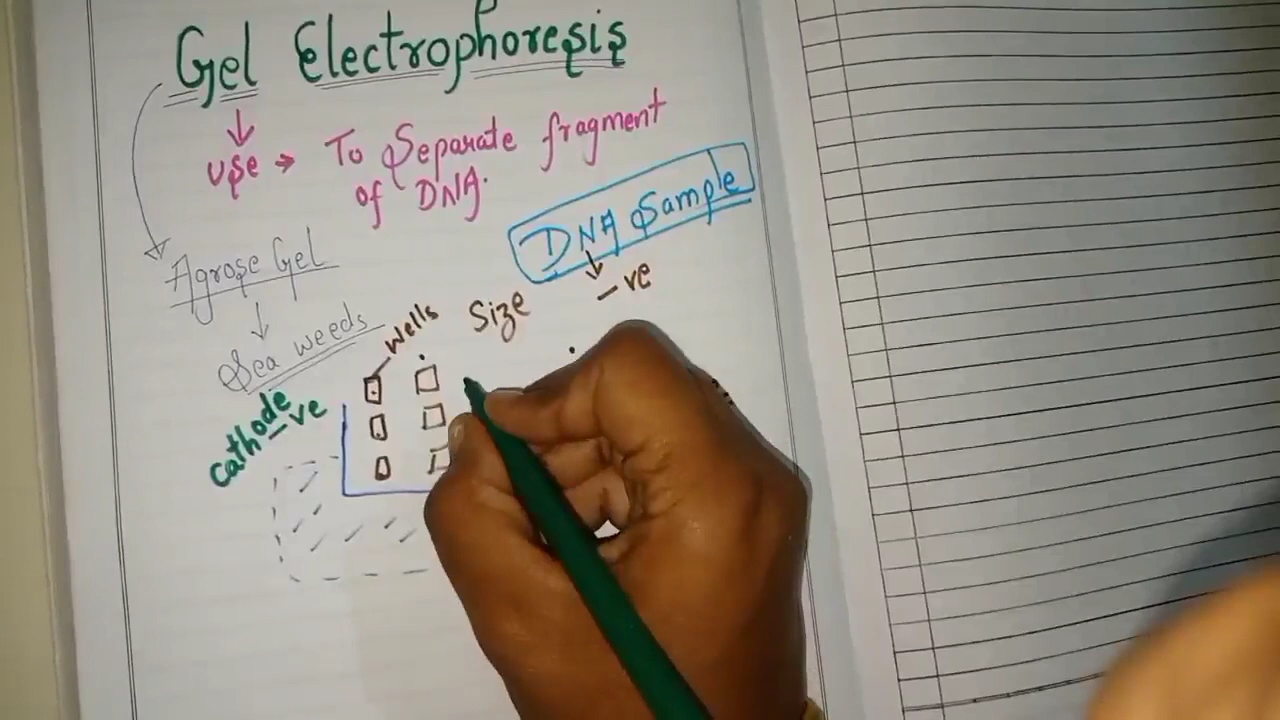 Gel Electrophoresis
Use → To Separate fragment
of DNA.
DNA Sample
-ve
Agrose Gel
Sea weeds
Wells
Size
Cathode
-ve